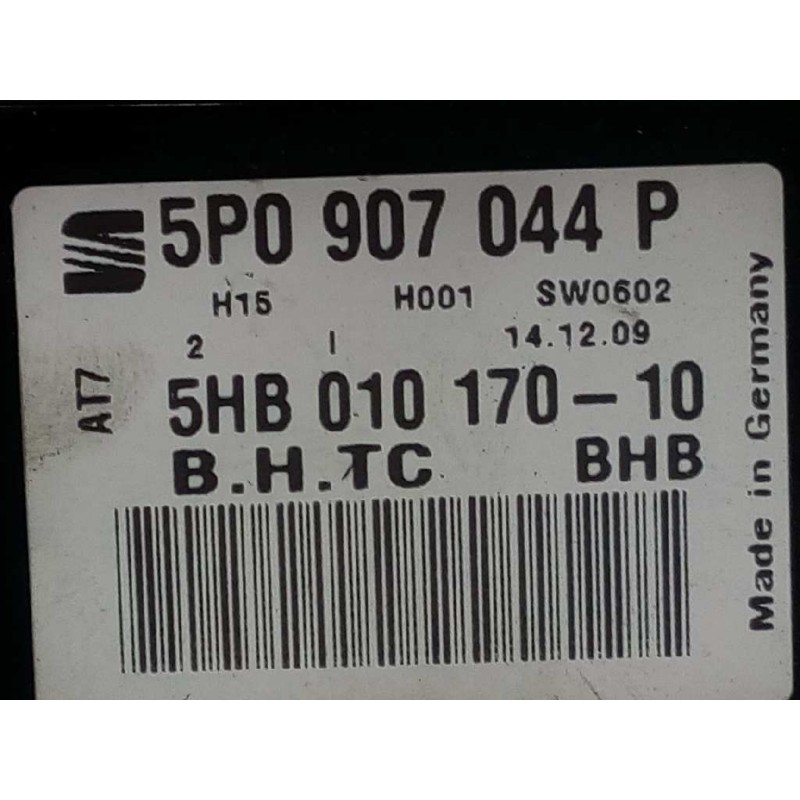 5P0 907 044 P
H15 H001 SW0602
2 I 14.12.09
AT7
5HB 010 170-10
B.H.TC BHB
Made in Germany